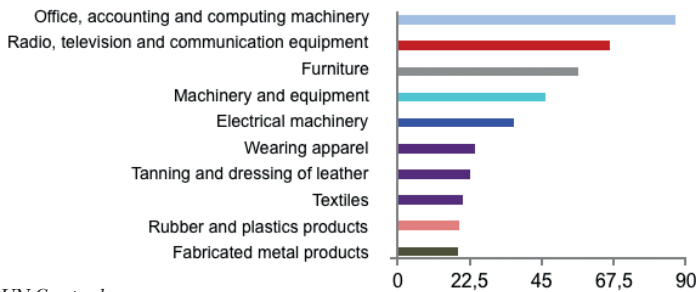 Office, accounting and computing machinery
Radio, television and communication equipment
Furniture
Machinery and equipment
Electrical machinery
Wearing apparel
Tanning and dressing of leather
Textiles
Rubber and plastics products
Fabricated metal products
0 22,5 45 67,5 90
UN